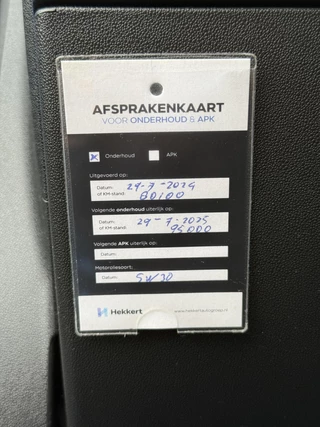 AFSPRAKENKAART
VOOR ONDERHOUD & APK
Onderhoud APK
Uitgevoerd op:
Datum: 29-7-2024
of KM-stand: 80100
Volgende onderhoud uiterlijk op:
Datum: 29-7-2025
of KM-stand: 95000
Volgende APK uiterlijk op:
Datum:
Motoroliesoort:
Datum: 5W30
Hekkert